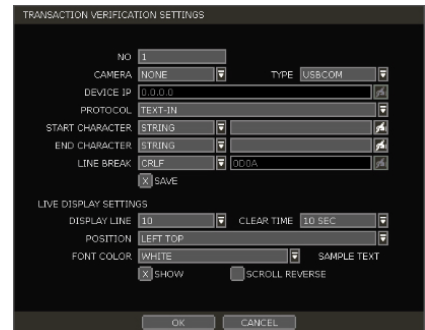 TRANSACTION VERIFICATION SETTINGS
NO 1
CAMERA NONE TYPE USBCOM
DEVICE IP 0.0.0.0
PROTOCOL TEXT-IN
START CHARACTER STRING
END CHARACTER STRING
LINE BREAK CRLF 0D0A
X SAVE
LIVE DISPLAY SETTINGS
DISPLAY LINE 10 CLEAR TIME 10 SEC
POSITION LEFT TOP
FONT COLOR WHITE SAMPLE TEXT
X SHOW SCROLL REVERSE
OK CANCEL